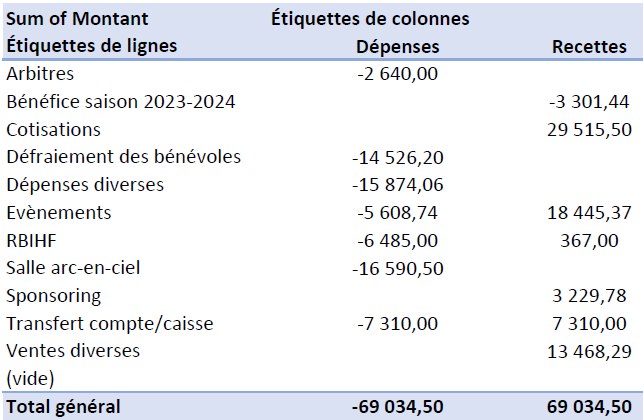 Sum of Montant Étiquettes de colonnes
Étiquettes de lignes Dépenses Recettes
Arbitres -2 640,00
Bénéfice saison 2023-2024 -3 301,44
Cotisations 29 515,50
Défraiement des bénévoles -14 526,20
Dépenses diverses -15 874,06
Evènements -5 608,74 18 445,37
RBIHF -6 485,00 367,00
Salle arc-en-ciel -16 590,50
Sponsoring 3 229,78
Transfert compte/caisse -7 310,00 7 310,00
Ventes diverses 13 468,29
(vide)
Total général -69 034,50 69 034,50